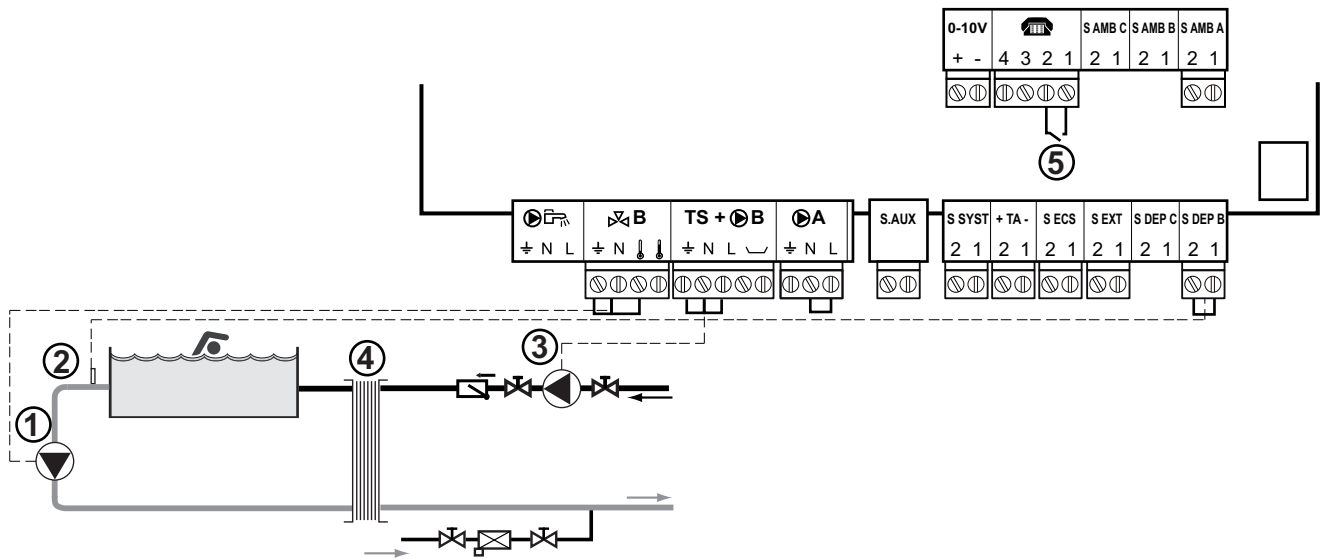 0-10V S AMB C S AMB B S AMB A
+ - 4 3 2 1 2 1 2 1 2 1
5
B TS + B A S.AUX S SYST + TA - S ECS S EXT S DEP C S DEP B
N L N N L N L 2 1 2 1 2 1 2 1 2 1 2 1
2
4
3
1